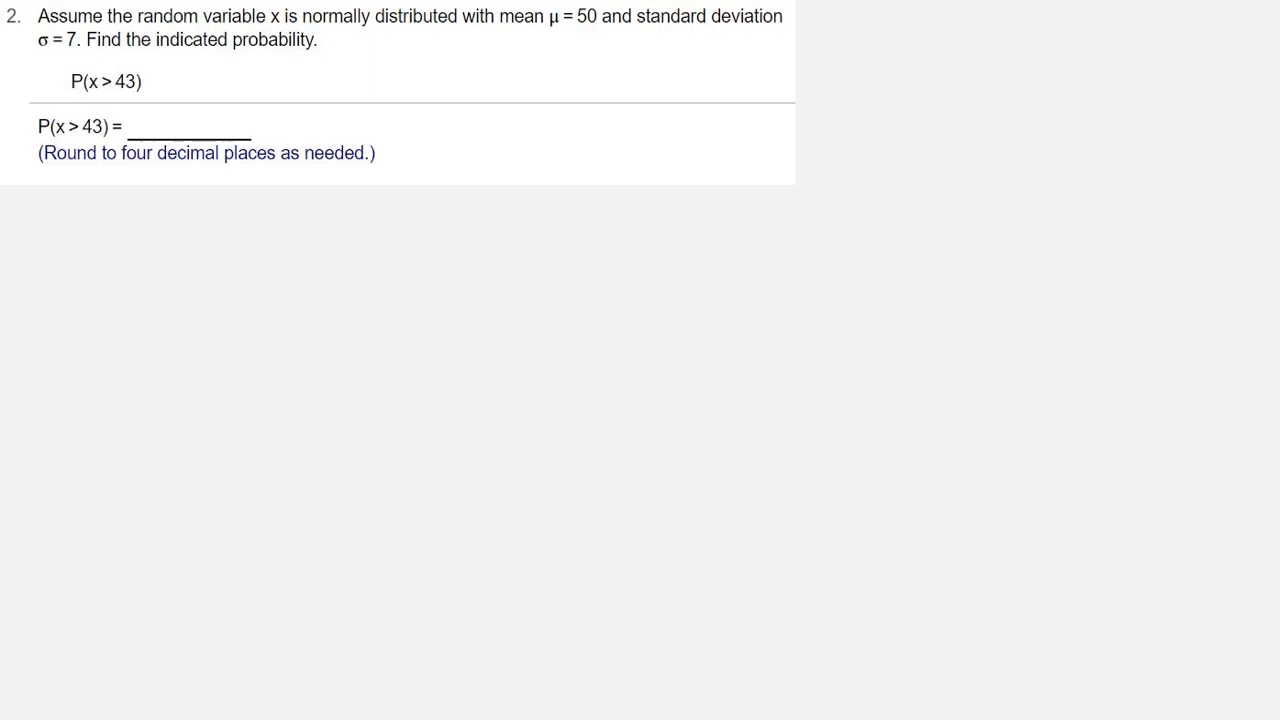 2. Assume the random variable x is normally distributed with mean μ = 50 and standard deviation
σ = 7. Find the indicated probability.
P(x > 43)
P(x > 43) = 
(Round to four decimal places as needed.)